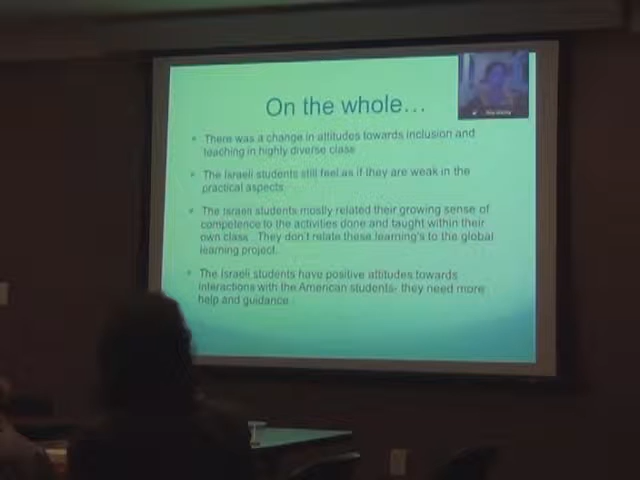 On the whole…
• There was a change in attitudes towards inclusion and
teaching in highly diverse class
• The Israeli students still feel as if they are weak in the
practical aspects
• The Israeli students mostly related their growing sense of
competence to the activities done and taught within their
own class. They don't relate these learning's to the global
learning project.
• The Israeli students have positive attitudes towards
interactions with the American students- they need more
help and guidance